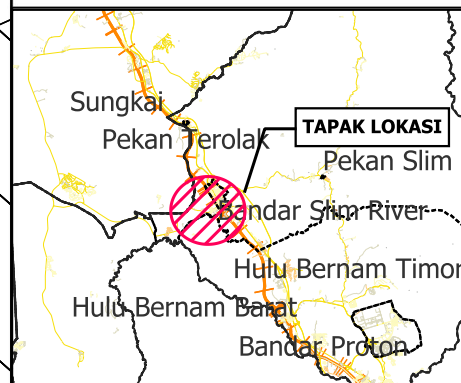 Sungkai
Pekan Terolak
TAPAK LOKASI
Pekan Slim
Bandar Slim River
Hulu Bernam Timor
Hulu Bernam Barat
Bandar Proton